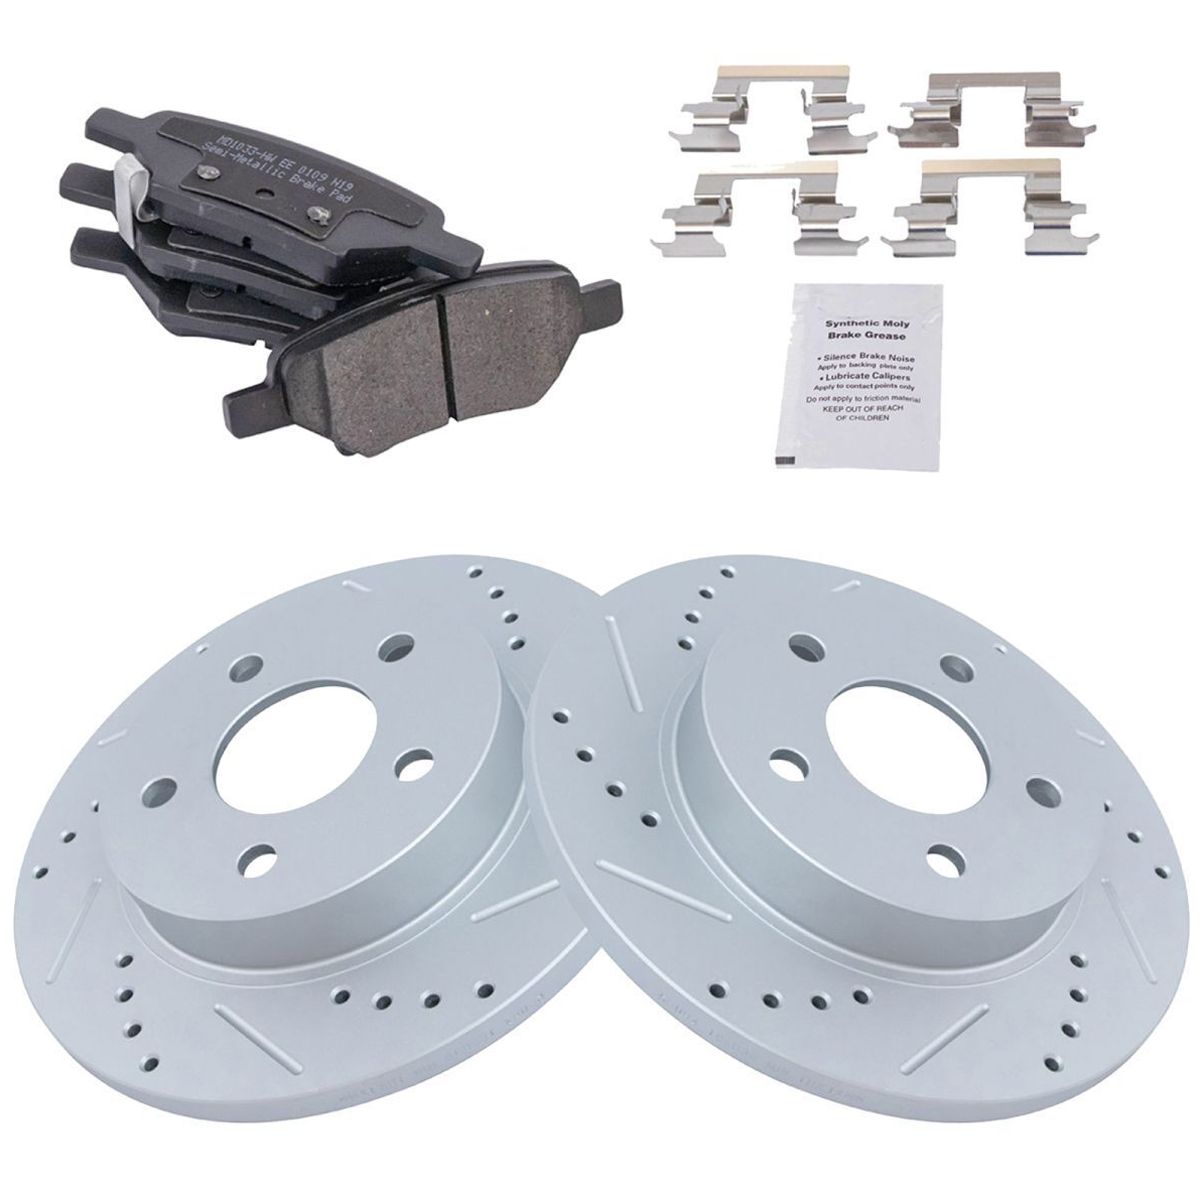 MD1033-HW EE 0109 N19
Semi-Metallic Brake Pad
Synthetic Moly
Brake Grease
• Silence Brake Noise
Apply to backing plate only
• Lubricate Calipers
Apply to contact points only
Do not apply to friction material
KEEP OUT OF REACH
OF CHILDREN